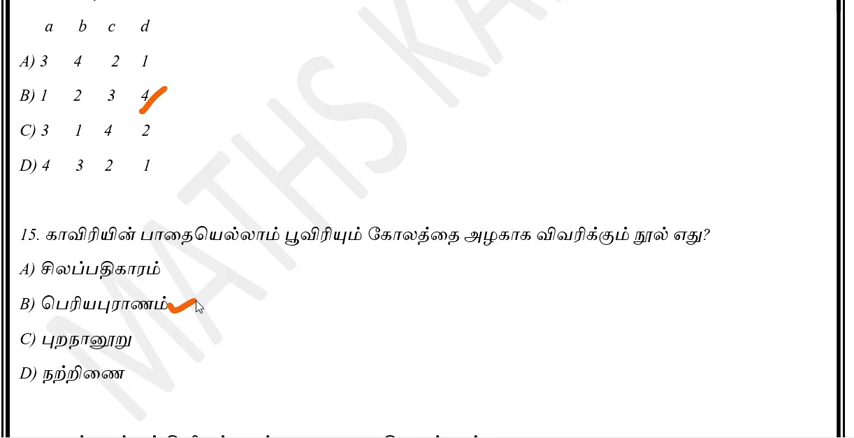 a b c d
A) 3 4 2 1
B) 1 2 3 4
C) 3 1 4 2
D) 4 3 2 1
15. காவிரியின் பாதையெல்லாம் பூவிரியும் கோலத்தை அழகாக விவரிக்கும் நூல் எது?
A) சிலப்பதிகாரம்
B) பெரியபுராணம்
C) புறநானூறு
D) நற்றிணை
MATHS